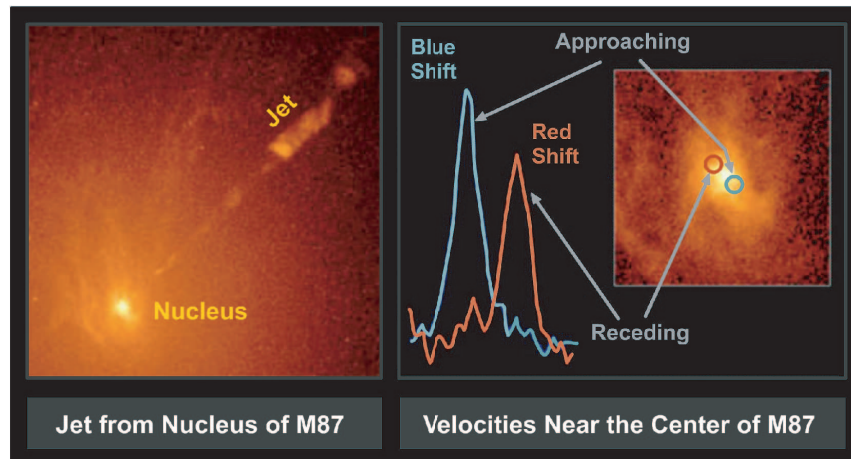 Jet
Nucleus
Blue
Shift
Approaching
Red
Shift
Receding
Jet from Nucleus of M87
Velocities Near the Center of M87